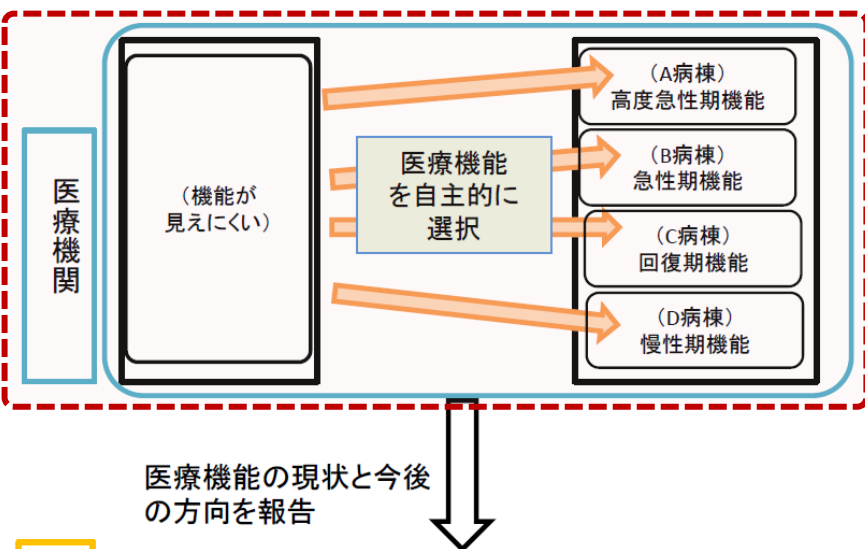 医療機関
（機能が
見えにくい）
医療機能
を自主的に
選択
（A病棟）
高度急性期機能
（B病棟）
急性期機能
（C病棟）
回復期機能
（D病棟）
慢性期機能
医療機能の現状と今後
の方向を報告